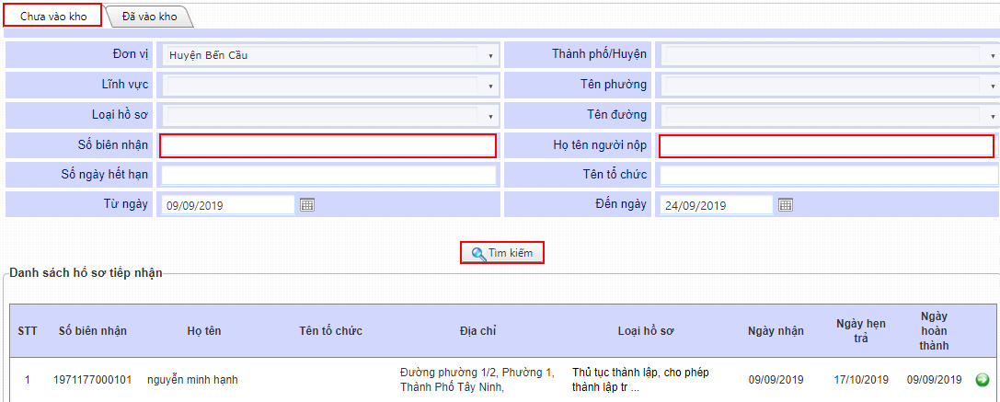 Chưa vào kho Đã vào kho
Đơn vị Huyện Bến Cầu Thành phố/Huyện
Lĩnh vực Tên phường
Loại hồ sơ Tên đường
Số biên nhận Họ tên người nộp
Số ngày hết hạn Tên tổ chức
Từ ngày 09/09/2019 Đến ngày 24/09/2019
Tìm kiếm
Danh sách hồ sơ tiếp nhận
STT Số biên nhận Họ tên Tên tổ chức Địa chỉ Loại hồ sơ Ngày nhận Ngày hẹn trả Ngày hoàn thành
1 1971177000101 nguyễn minh hạnh Đường phường 1/2, Phường 1, Thành Phố Tây Ninh, Thủ tục thành lập, cho phép thành lập tr ... 09/09/2019 17/10/2019 09/09/2019